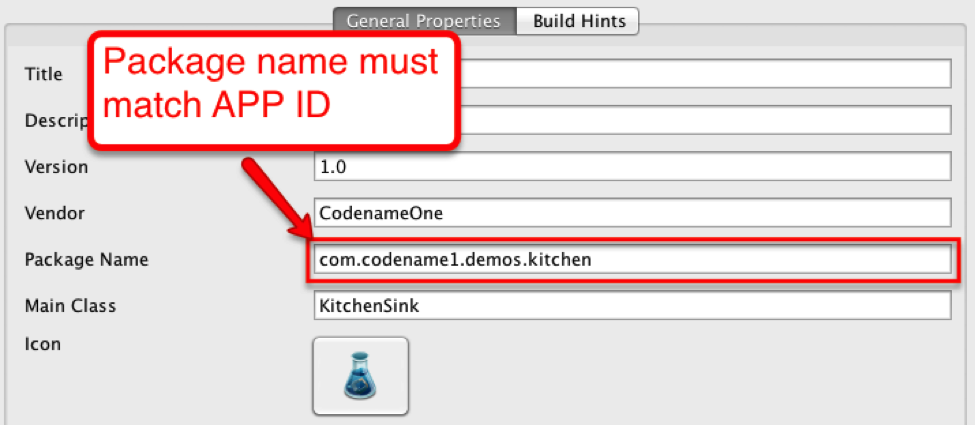 General Properties Build Hints
Package name must
match APP ID
Title
Descrip
Version 1.0
Vendor CodenameOne
Package Name com.codename1.demos.kitchen
Main Class KitchenSink
Icon